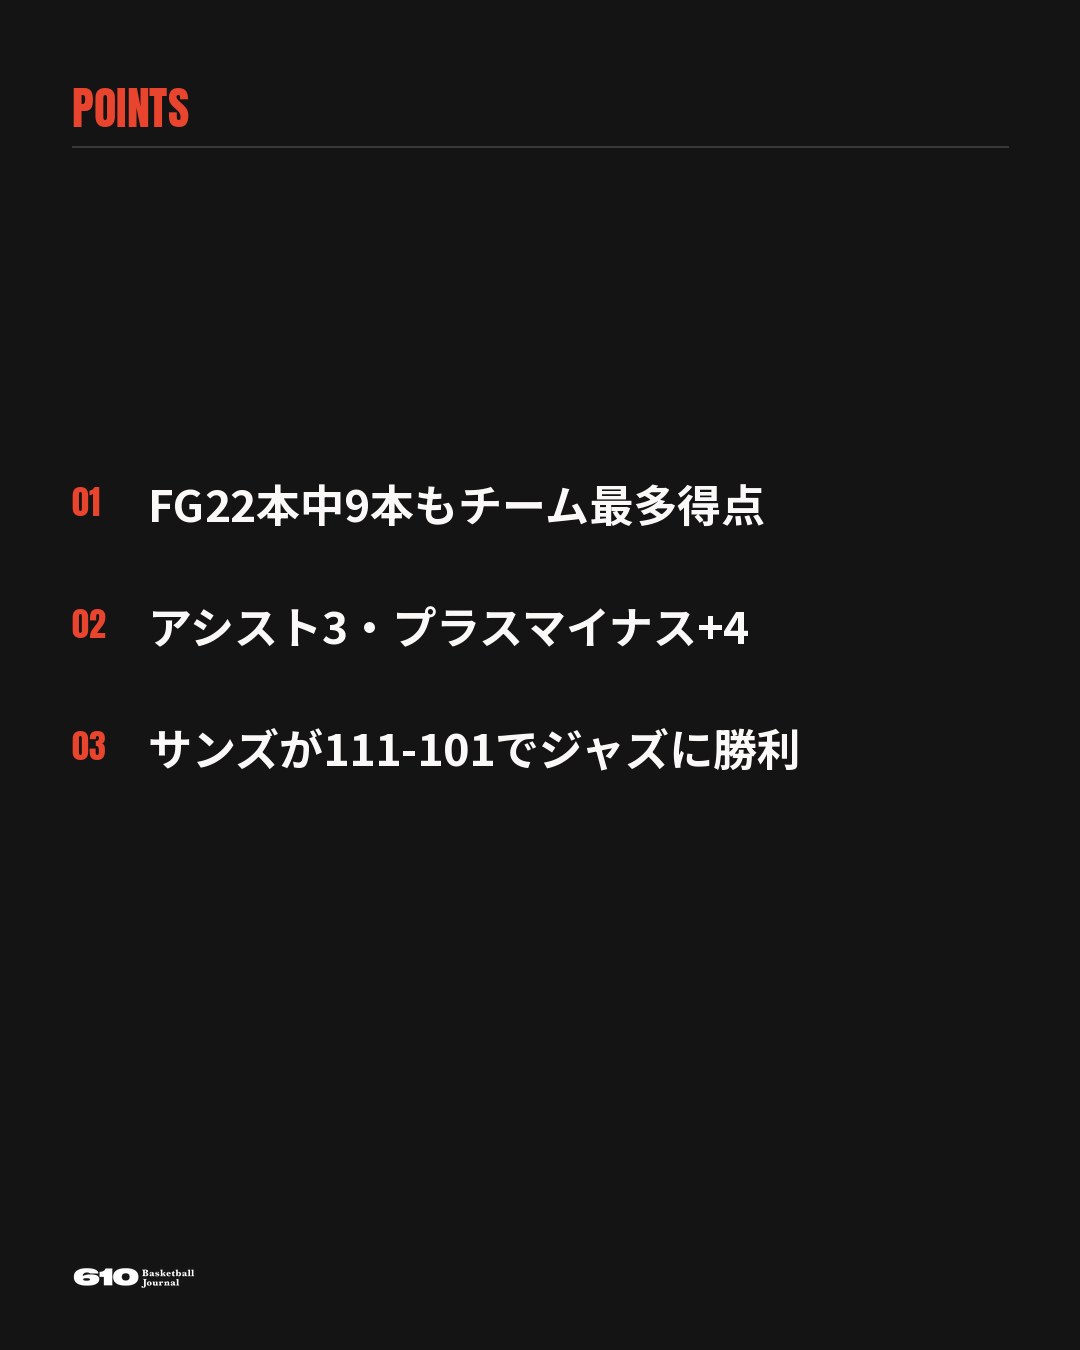 POINTS
01 FG22本中9本もチーム最多得点
02 アシスト3・プラスマイナス+4
03 サンズが111-101でジャズに勝利
610 Basketball
Journal